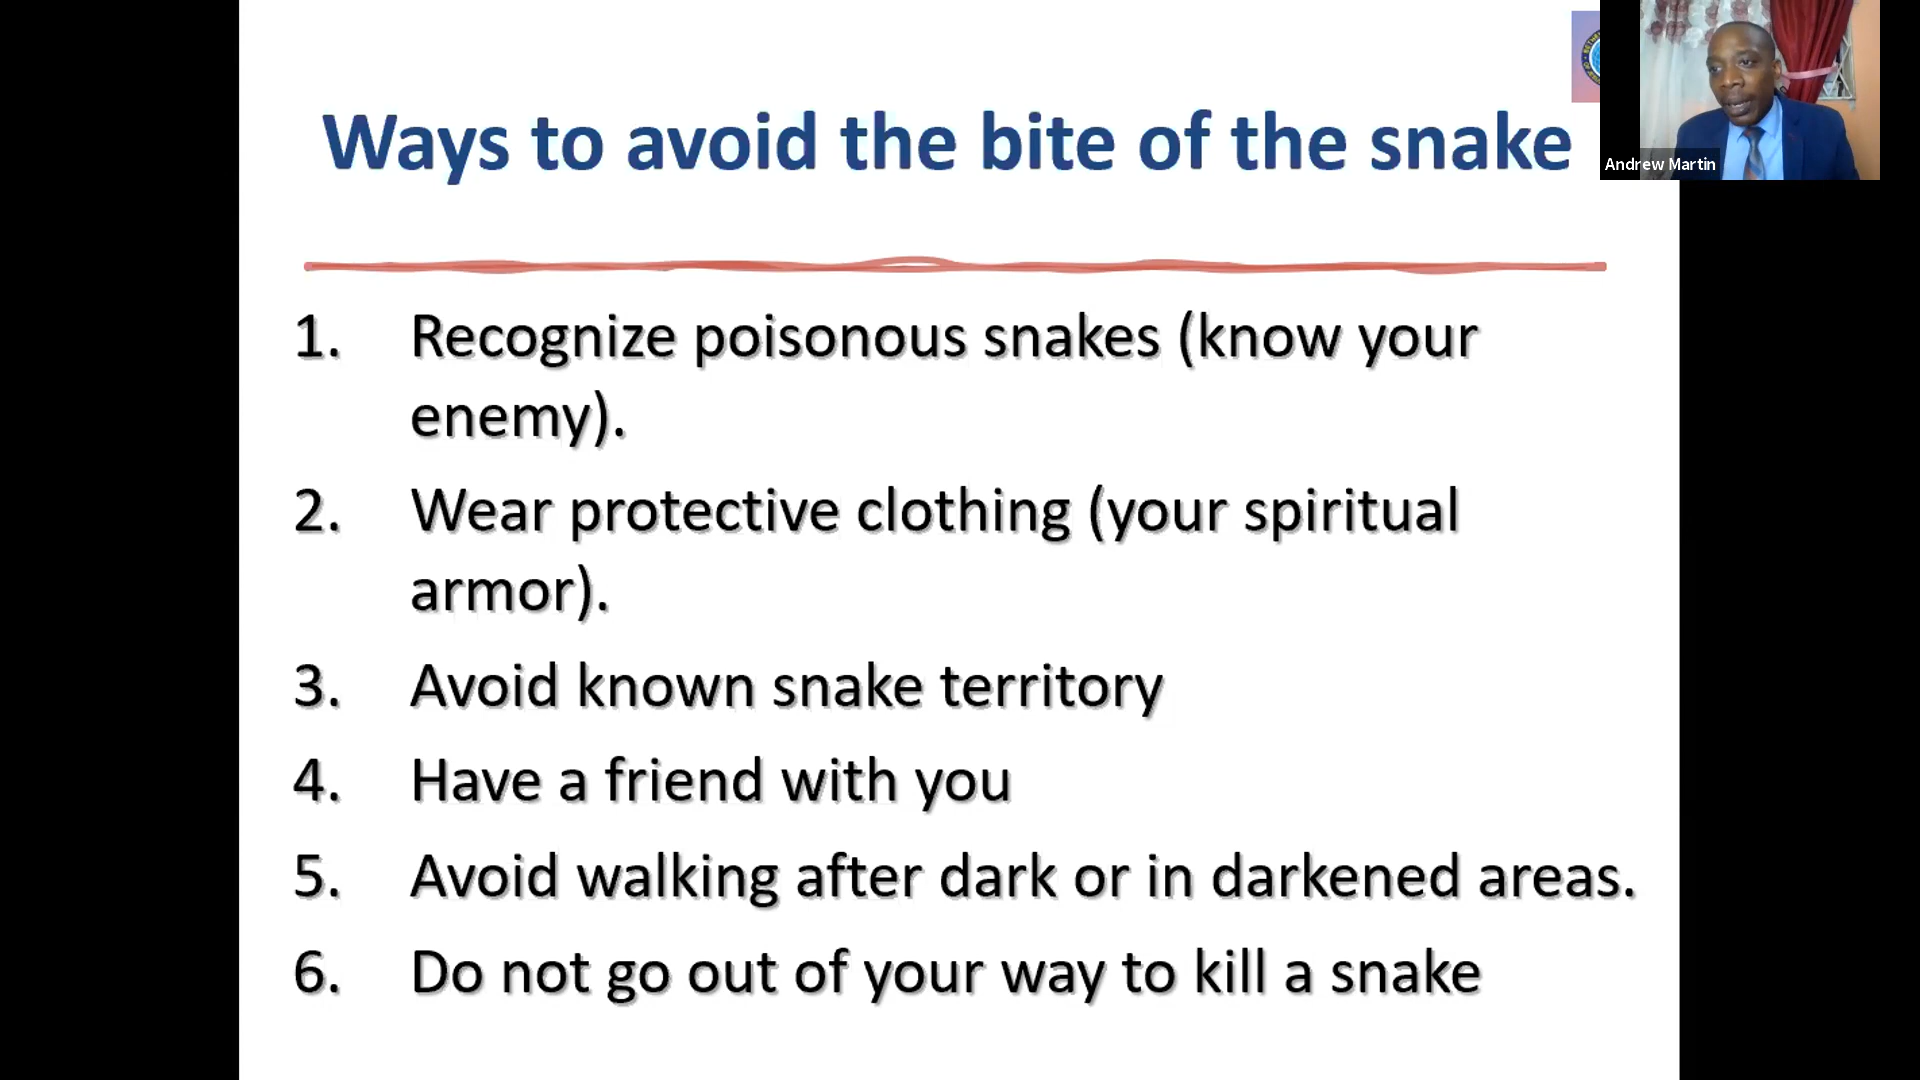 Ways to avoid the bite of the snake
Andrew Martin
1. Recognize poisonous snakes (know your
enemy).
2. Wear protective clothing (your spiritual
armor).
3. Avoid known snake territory
4. Have a friend with you
5. Avoid walking after dark or in darkened areas.
6. Do not go out of your way to kill a snake